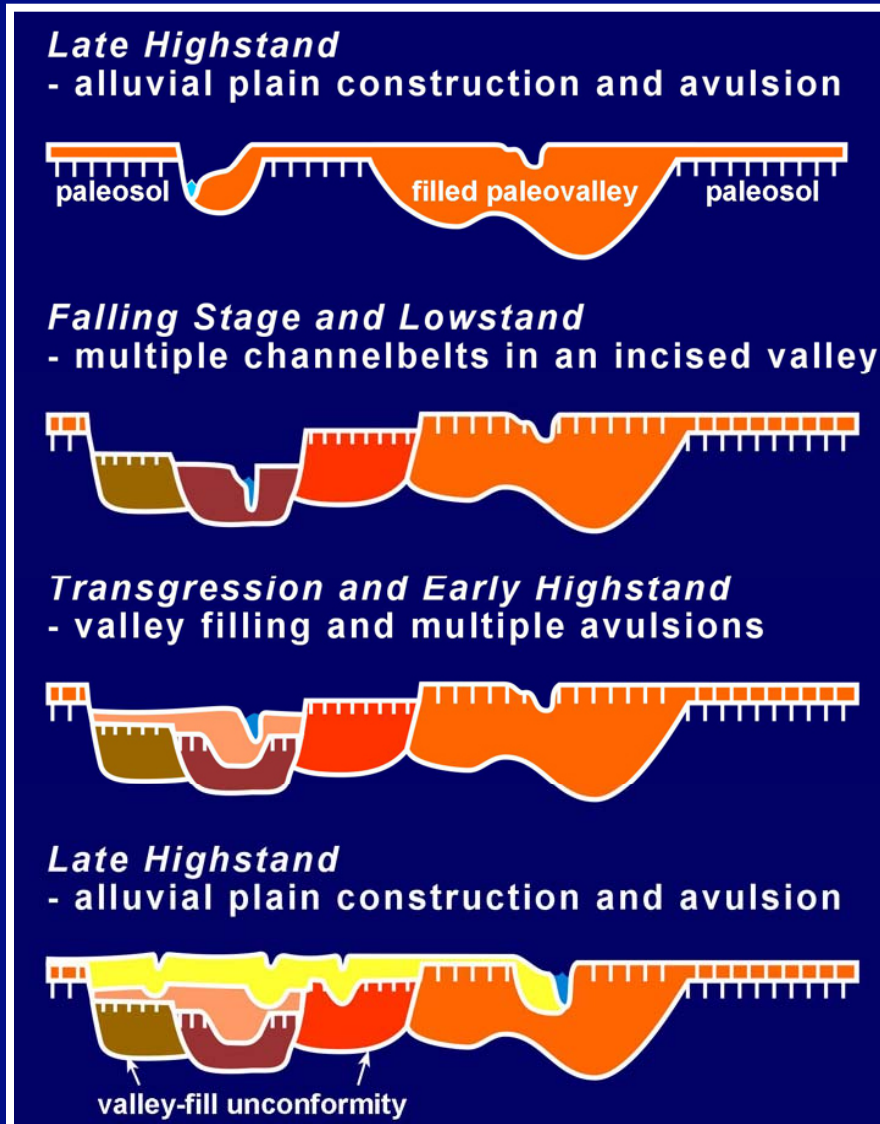 Late Highstand
- alluvial plain construction and avulsion
paleosol filled paleovalley paleosol
Falling Stage and Lowstand
- multiple channelbelts in an incised valley
Transgression and Early Highstand
- valley filling and multiple avulsions
Late Highstand
- alluvial plain construction and avulsion
valley-fill unconformity